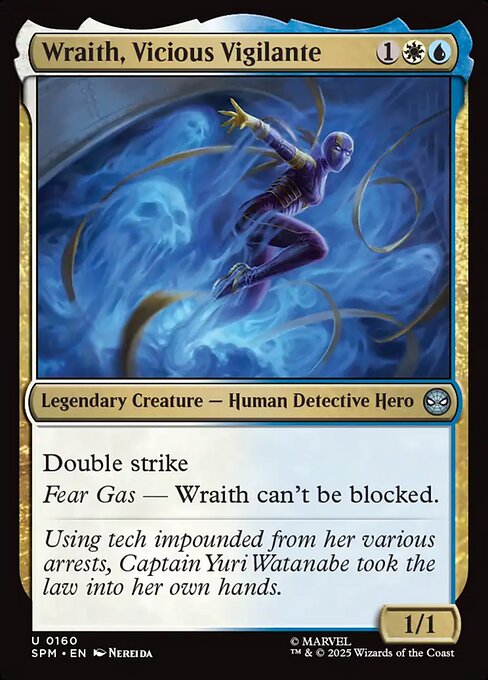 Wraith, Vicious Vigilante 1
Legendary Creature — Human Detective Hero
Double strike
Fear Gas — Wraith can't be blocked.
Using tech impounded from her various
arrests, Captain Yuri Watanabe took the
law into her own hands.
1/1
U 0160
SPM • EN NEREIDA
© MARVEL
™ & © 2025 Wizards of the Coast